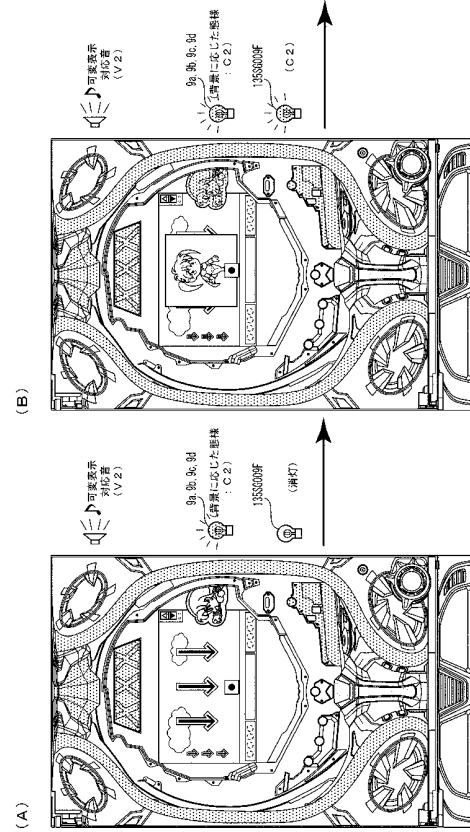 (A)
♪可変表示
対応音
(V2)
9a,9b,9c,9d
(背景に応じた態様
:C2)
135SG009F
(消灯)
(B)
♪可変表示
対応音
(V2)
9a,9b,9c,9d
(背景に応じた態様
:C2)
135SG009F
(C2)